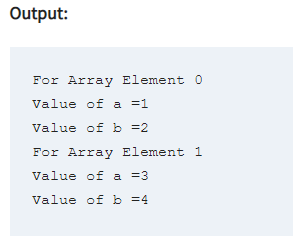 Output:
For Array Element 0
Value of a =1
Value of b =2
For Array Element 1
Value of a =3
Value of b =4